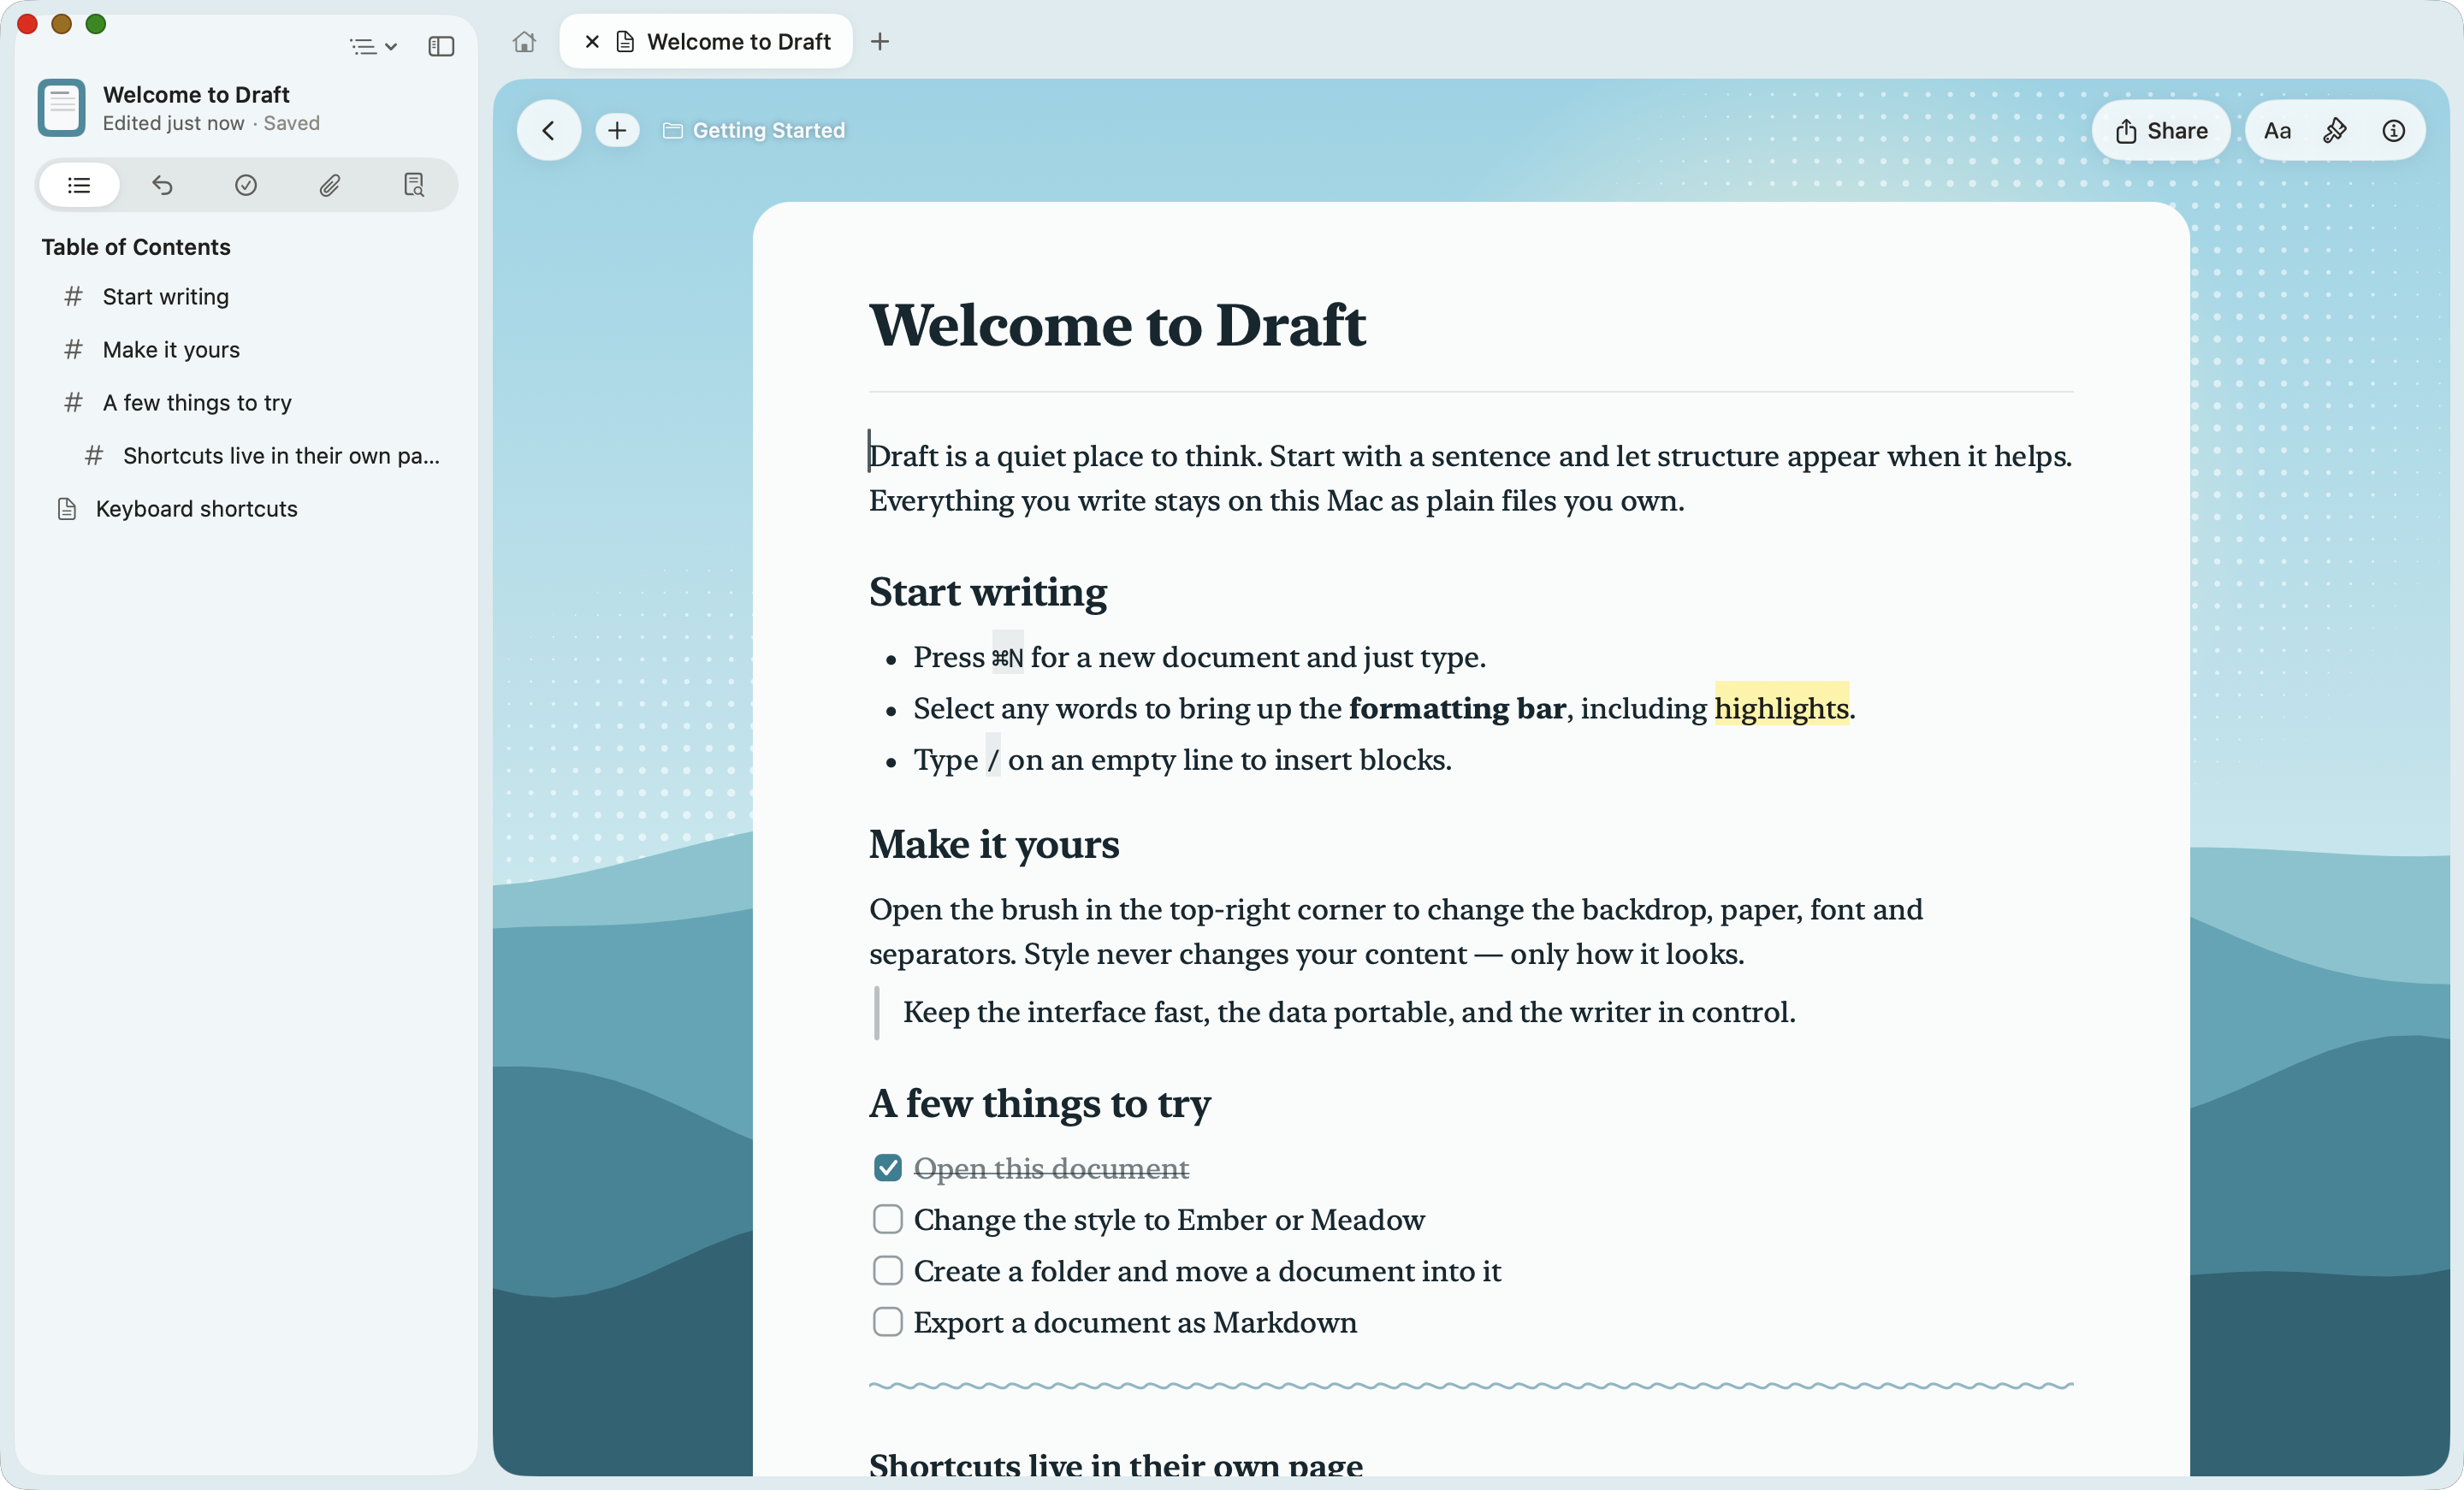 Welcome to Draft
Edited just now · Saved
Table of Contents
# Start writing
# Make it yours
# A few things to try
# Shortcuts live in their own pa...
Keyboard shortcuts
Welcome to Draft
Getting Started
Share
Aa
Welcome to Draft
Draft is a quiet place to think. Start with a sentence and let structure appear when it helps.
Everything you write stays on this Mac as plain files you own.
Start writing
• Press ⌘N for a new document and just type.
• Select any words to bring up the formatting bar, including highlights.
• Type / on an empty line to insert blocks.
Make it yours
Open the brush in the top-right corner to change the backdrop, paper, font and
separators. Style never changes your content — only how it looks.
Keep the interface fast, the data portable, and the writer in control.
A few things to try
Open this document
Change the style to Ember or Meadow
Create a folder and move a document into it
Export a document as Markdown
Shortcuts live in their own page